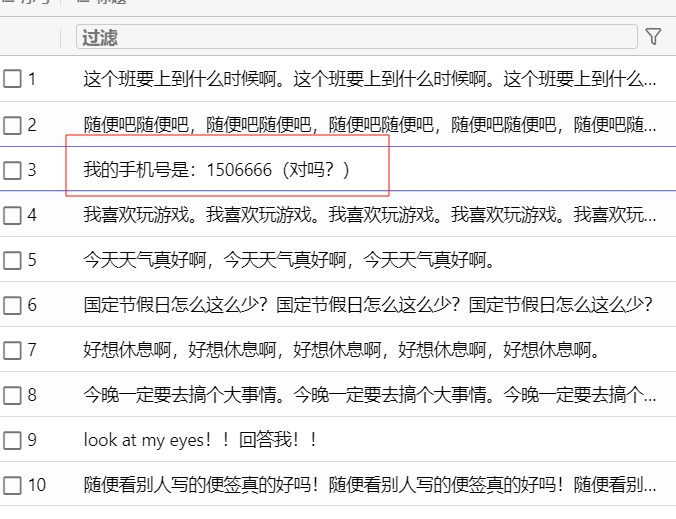 过滤
1 这个班要上到什么时候啊。这个班要上到什么时候啊。这个班要上到什么...
2 随便吧随便吧，随便吧随便吧，随便吧随便吧，随便吧随便吧，随便吧随...
3 我的手机号是：1506666（对吗？）
4 我喜欢玩游戏。我喜欢玩游戏。我喜欢玩游戏。我喜欢玩游戏。我喜欢玩...
5 今天天气真好啊，今天天气真好啊，今天天气真好啊。
6 国定节假日怎么这么少？国定节假日怎么这么少？国定节假日怎么这么少？
7 好想休息啊，好想休息啊，好想休息啊，好想休息啊，好想休息啊。
8 今晚一定要去搞个大事情。今晚一定要去搞个大事情。今晚一定要去搞个...
9 look at my eyes！！回答我！！
10 随便看别人写的便签真的好吗！随便看别人写的便签真的好吗！随便看别...